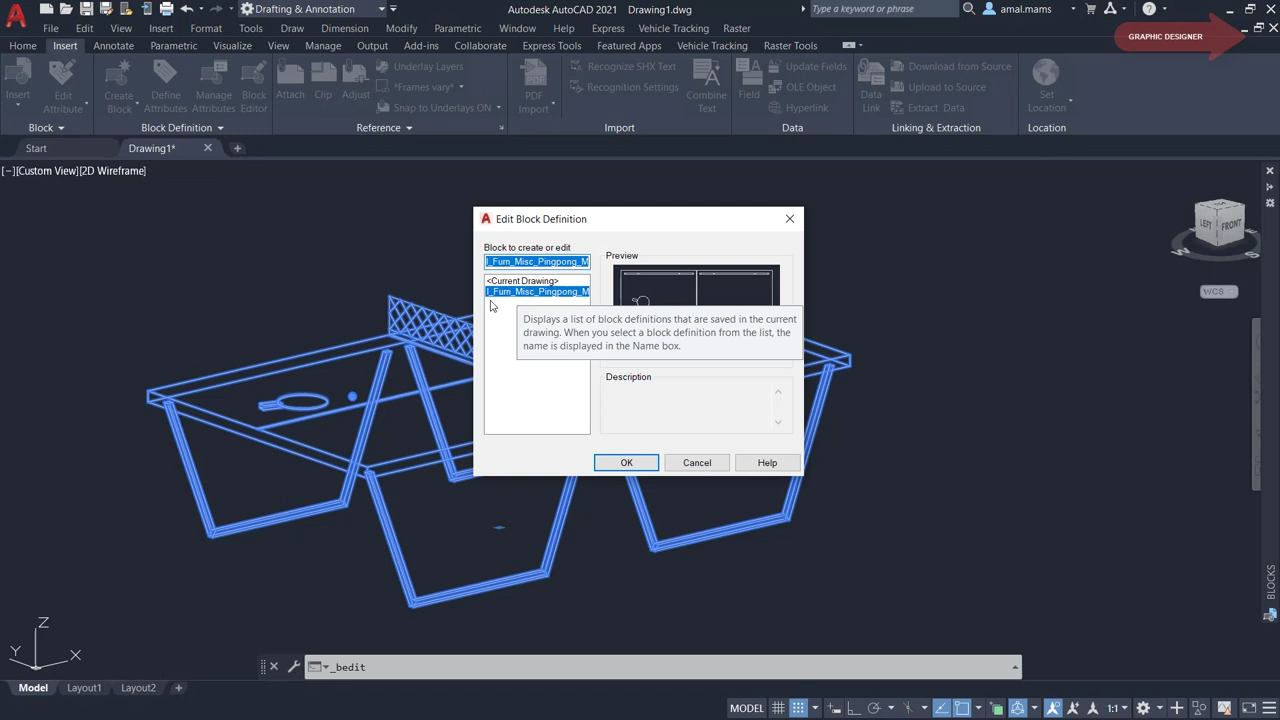 Drafting & Annotation
Autodesk AutoCAD 2021 Drawing1.dwg
Type a keyword or phrase
amal.mams
GRAPHIC DESIGNER
File Edit View Insert Format Tools Draw Dimension Modify Parametric Window Help Express Vehicle Tracking Raster
Home Insert Annotate Parametric Visualize View Manage Output Add-ins Collaborate Express Tools Featured Apps Vehicle Tracking Raster Tools
Insert
Edit
Attribute
Create
Block
Define
Attributes
Manage
Attributes
Block
Editor
Attach
Clip
Adjust
Underlay Layers
*Frames vary*
Snap to Underlays ON
PDF
Import
Recognize SHX Text
Recognition Settings
Combine
Text
Field
Update Fields
OLE Object
Hyperlink
Data
Link
Download from Source
Upload to Source
Extract Data
Set
Location
Block Block Definition Reference Import Data Linking & Extraction Location
Start Drawing1*
[−][Custom View][2D Wireframe]
LEFT FRONT
W S
WCS
Edit Block Definition
Block to create or edit
I_Furn_Misc_Pingpong_M
<Current Drawing>
I_Furn_Misc_Pingpong_M
Preview
Displays a list of block definitions that are saved in the current
drawing. When you select a block definition from the list, the
name is displayed in the Name box.
Description
OK Cancel Help
BLOCKS
Z
Y X
_bedit
Model Layout1 Layout2
MODEL 1:1